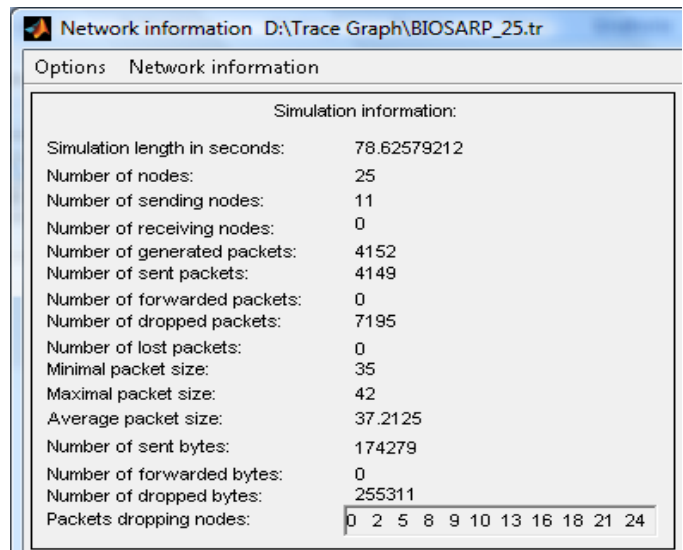 Network information D:\Trace Graph\BIOSARP_25.tr
Options Network information
Simulation information:
Simulation length in seconds: 78.62579212
Number of nodes: 25
Number of sending nodes: 11
Number of receiving nodes: 0
Number of generated packets: 4152
Number of sent packets: 4149
Number of forwarded packets: 0
Number of dropped packets: 7195
Number of lost packets: 0
Minimal packet size: 35
Maximal packet size: 42
Average packet size: 37.2125
Number of sent bytes: 174279
Number of forwarded bytes: 0
Number of dropped bytes: 255311
Packets dropping nodes: 0 2 5 8 9 10 13 16 18 21 24